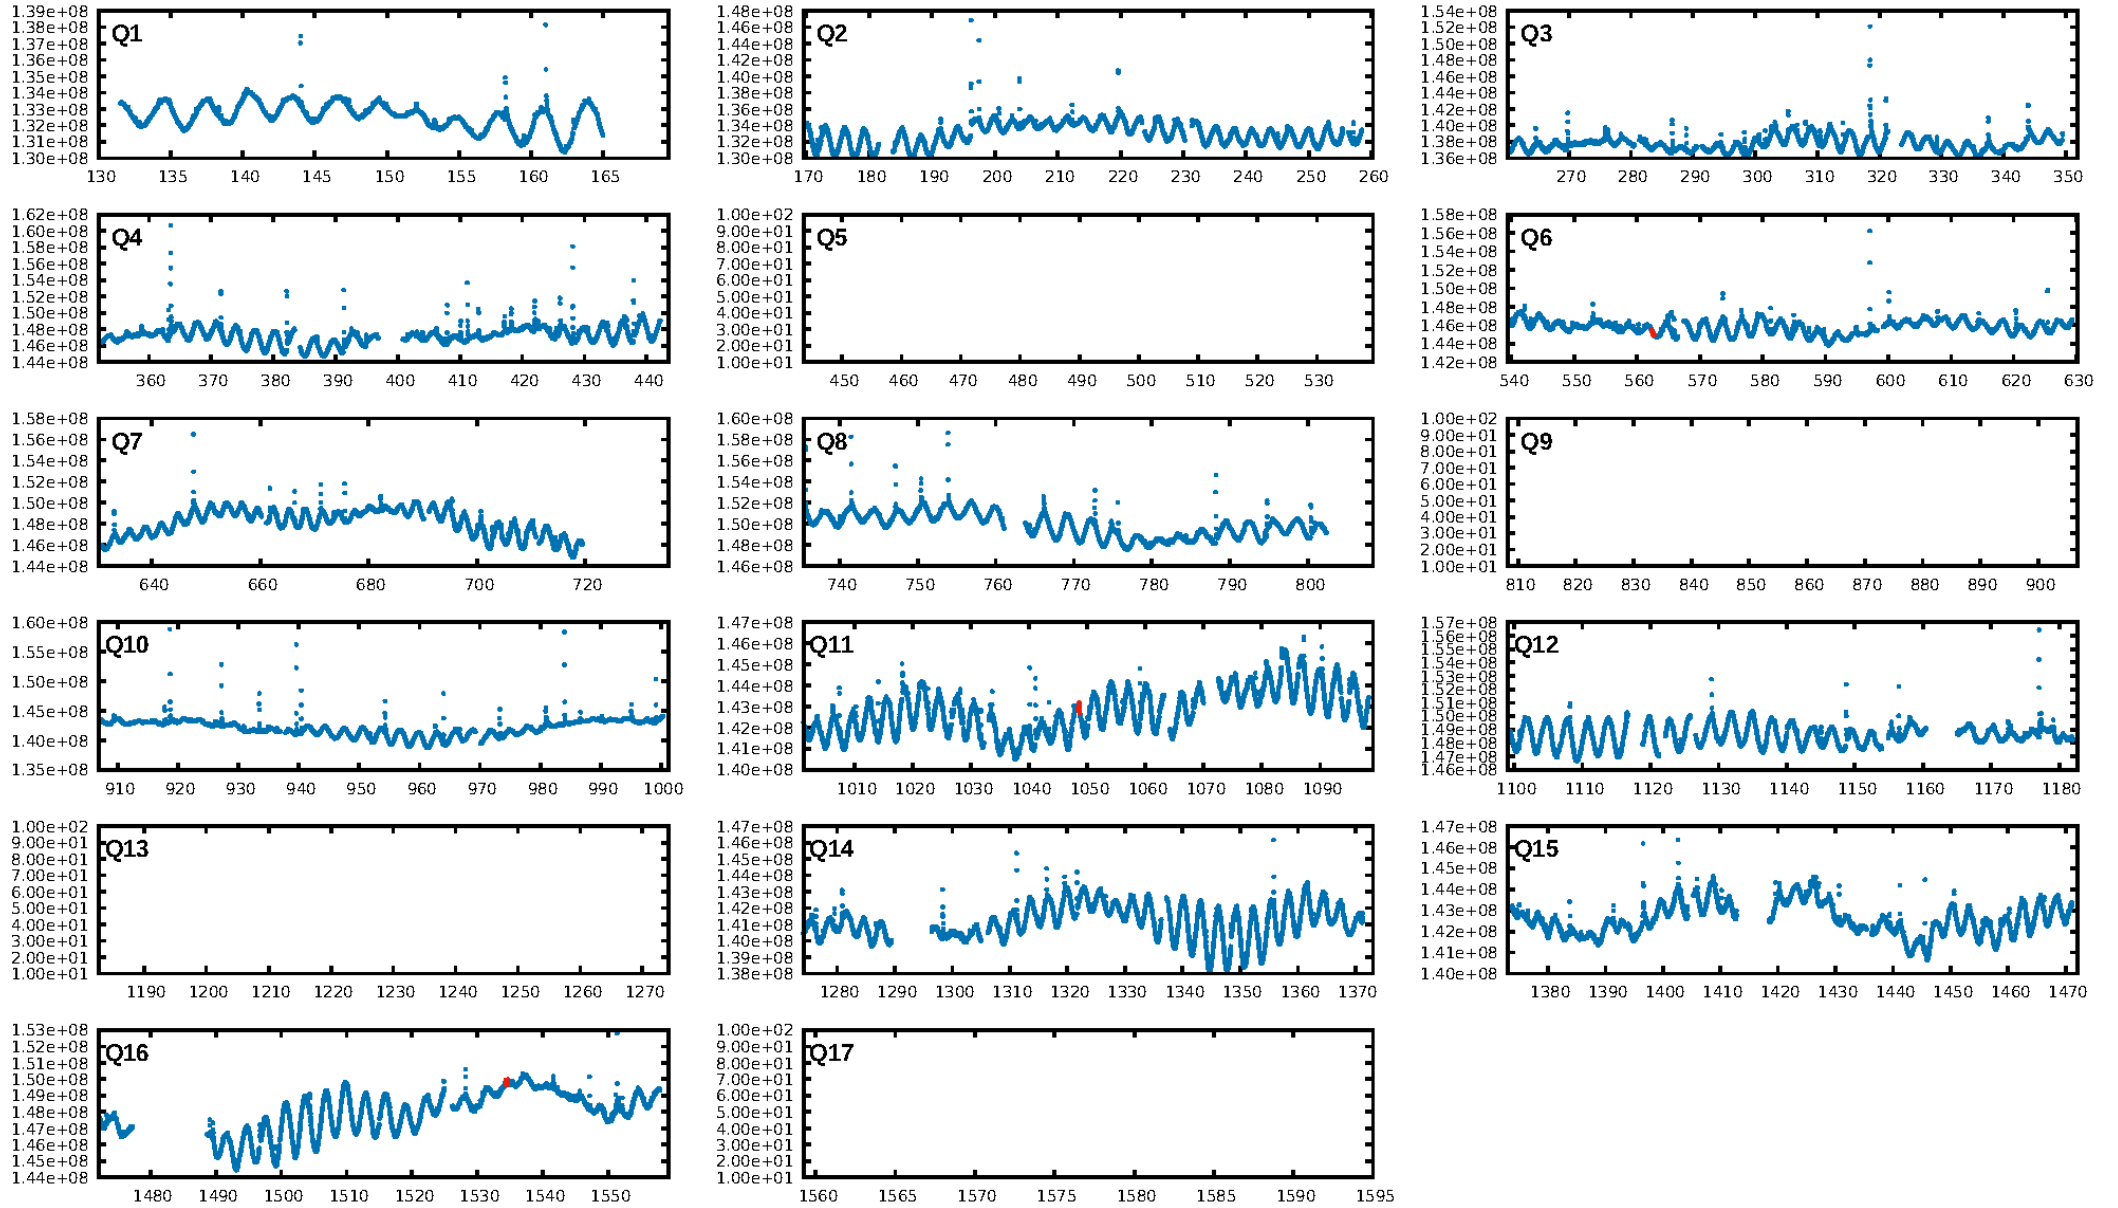 1.39e+08 1.38e+08 1.37e+08 1.36e+08 1.35e+08 1.34e+08 1.33e+08 1.32e+08 1.31e+08 1.30e+08
Q1
130 135 140 145 150 155 160 165
1.48e+08 1.46e+08 1.44e+08 1.42e+08 1.40e+08 1.38e+08 1.36e+08 1.34e+08 1.32e+08 1.30e+08
Q2
170 180 190 200 210 220 230 240 250 260
1.54e+08 1.52e+08 1.50e+08 1.48e+08 1.46e+08 1.44e+08 1.42e+08 1.40e+08 1.38e+08 1.36e+08
Q3
270 280 290 300 310 320 330 340 350
1.62e+08 1.60e+08 1.58e+08 1.56e+08 1.54e+08 1.52e+08 1.50e+08 1.48e+08 1.46e+08 1.44e+08
Q4
360 370 380 390 400 410 420 430 440
1.00e+02 9.00e+01 8.00e+01 7.00e+01 6.00e+01 5.00e+01 4.00e+01 3.00e+01 2.00e+01 1.00e+01
Q5
450 460 470 480 490 500 510 520 530
1.58e+08 1.56e+08 1.54e+08 1.52e+08 1.50e+08 1.48e+08 1.46e+08 1.44e+08 1.42e+08
Q6
540 550 560 570 580 590 600 610 620 630
1.58e+08 1.56e+08 1.54e+08 1.52e+08 1.50e+08 1.48e+08 1.46e+08 1.44e+08
Q7
640 660 680 700 720
1.60e+08 1.58e+08 1.56e+08 1.54e+08 1.52e+08 1.50e+08 1.48e+08 1.46e+08
Q8
740 750 760 770 780 790 800
1.00e+02 9.00e+01 8.00e+01 7.00e+01 6.00e+01 5.00e+01 4.00e+01 3.00e+01 2.00e+01 1.00e+01
Q9
810 820 830 840 850 860 870 880 890 900
1.60e+08 1.55e+08 1.50e+08 1.45e+08 1.40e+08 1.35e+08
Q10
910 920 930 940 950 960 970 980 990 1000
1.47e+08 1.46e+08 1.45e+08 1.44e+08 1.43e+08 1.42e+08 1.41e+08 1.40e+08
Q11
1010 1020 1030 1040 1050 1060 1070 1080 1090
1.57e+08 1.56e+08 1.55e+08 1.54e+08 1.53e+08 1.52e+08 1.51e+08 1.50e+08 1.49e+08 1.48e+08 1.47e+08 1.46e+08
Q12
1100 1110 1120 1130 1140 1150 1160 1170 1180
1.00e+02 9.00e+01 8.00e+01 7.00e+01 6.00e+01 5.00e+01 4.00e+01 3.00e+01 2.00e+01 1.00e+01
Q13
1190 1200 1210 1220 1230 1240 1250 1260 1270
1.47e+08 1.46e+08 1.45e+08 1.44e+08 1.43e+08 1.42e+08 1.41e+08 1.40e+08 1.39e+08 1.38e+08
Q14
1280 1290 1300 1310 1320 1330 1340 1350 1360 1370
1.47e+08 1.46e+08 1.45e+08 1.44e+08 1.43e+08 1.42e+08 1.41e+08 1.40e+08
Q15
1380 1390 1400 1410 1420 1430 1440 1450 1460 1470
1.53e+08 1.52e+08 1.51e+08 1.50e+08 1.49e+08 1.48e+08 1.47e+08 1.46e+08 1.45e+08 1.44e+08
Q16
1480 1490 1500 1510 1520 1530 1540 1550
1.00e+02 9.00e+01 8.00e+01 7.00e+01 6.00e+01 5.00e+01 4.00e+01 3.00e+01 2.00e+01 1.00e+01
Q17
1560 1565 1570 1575 1580 1585 1590 1595